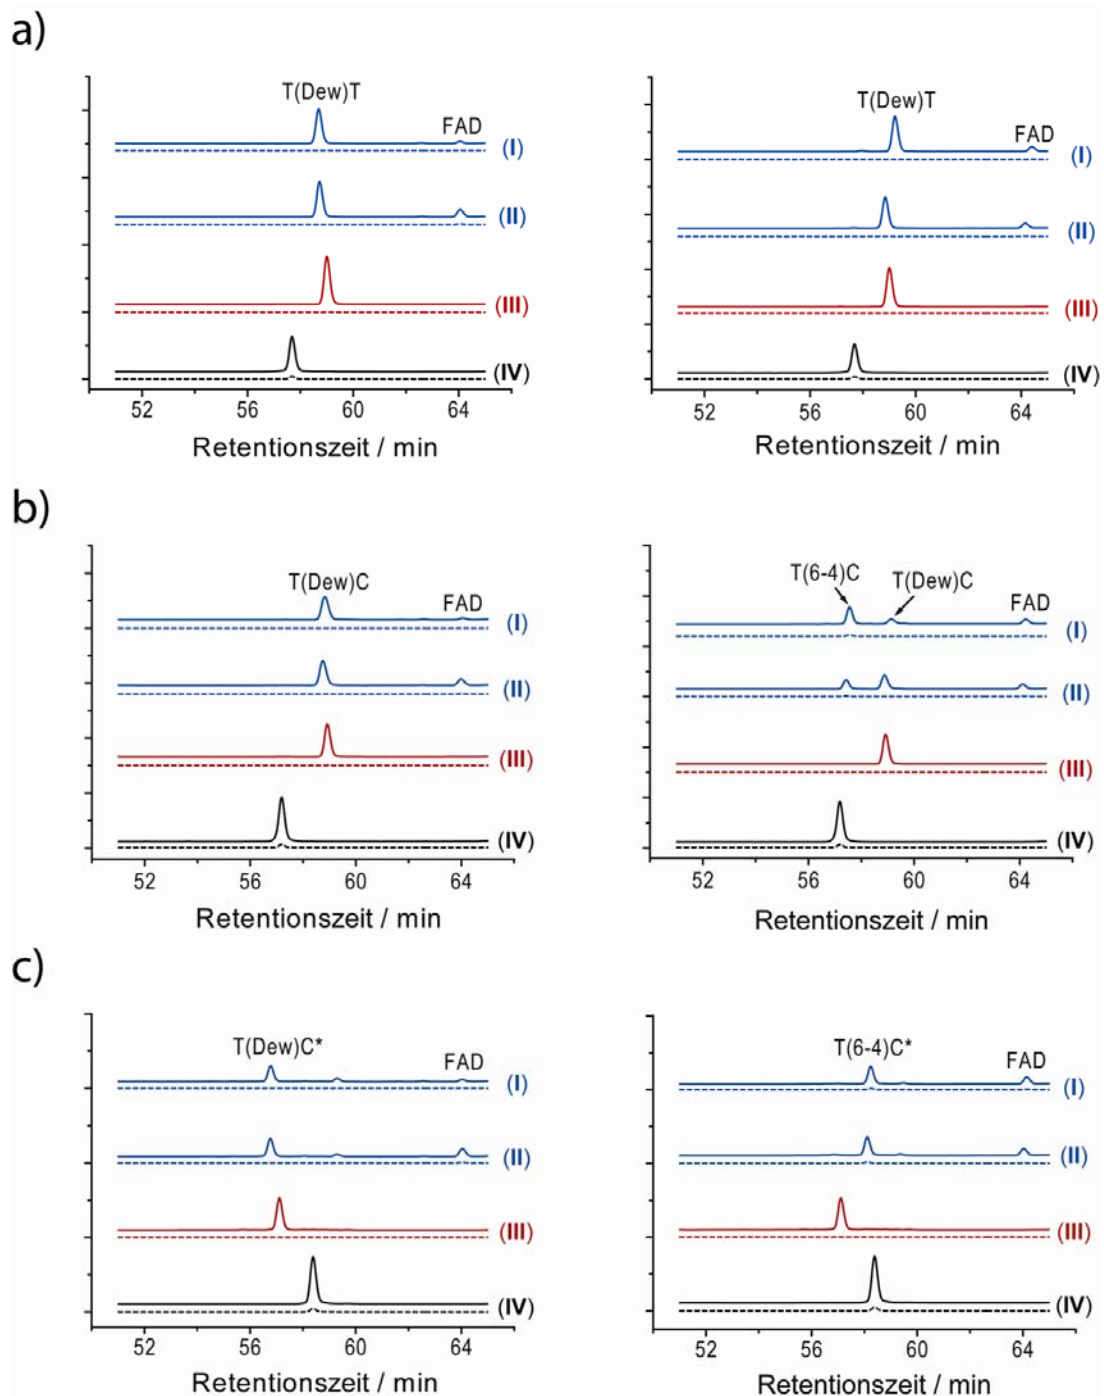 a)
T(Dew)T
FAD
(I)
(II)
(III)
(IV)
52 56 60 64
Retentionszeit / min
T(Dew)T
FAD
(I)
(II)
(III)
(IV)
52 56 60 64
Retentionszeit / min
b)
T(Dew)C
FAD
(I)
(II)
(III)
(IV)
52 56 60 64
Retentionszeit / min
T(6-4)C
T(Dew)C
FAD
(I)
(II)
(III)
(IV)
52 56 60 64
Retentionszeit / min
c)
T(Dew)C*
FAD
(I)
(II)
(III)
(IV)
52 56 60 64
Retentionszeit / min
T(6-4)C*
FAD
(I)
(II)
(III)
(IV)
52 56 60 64
Retentionszeit / min